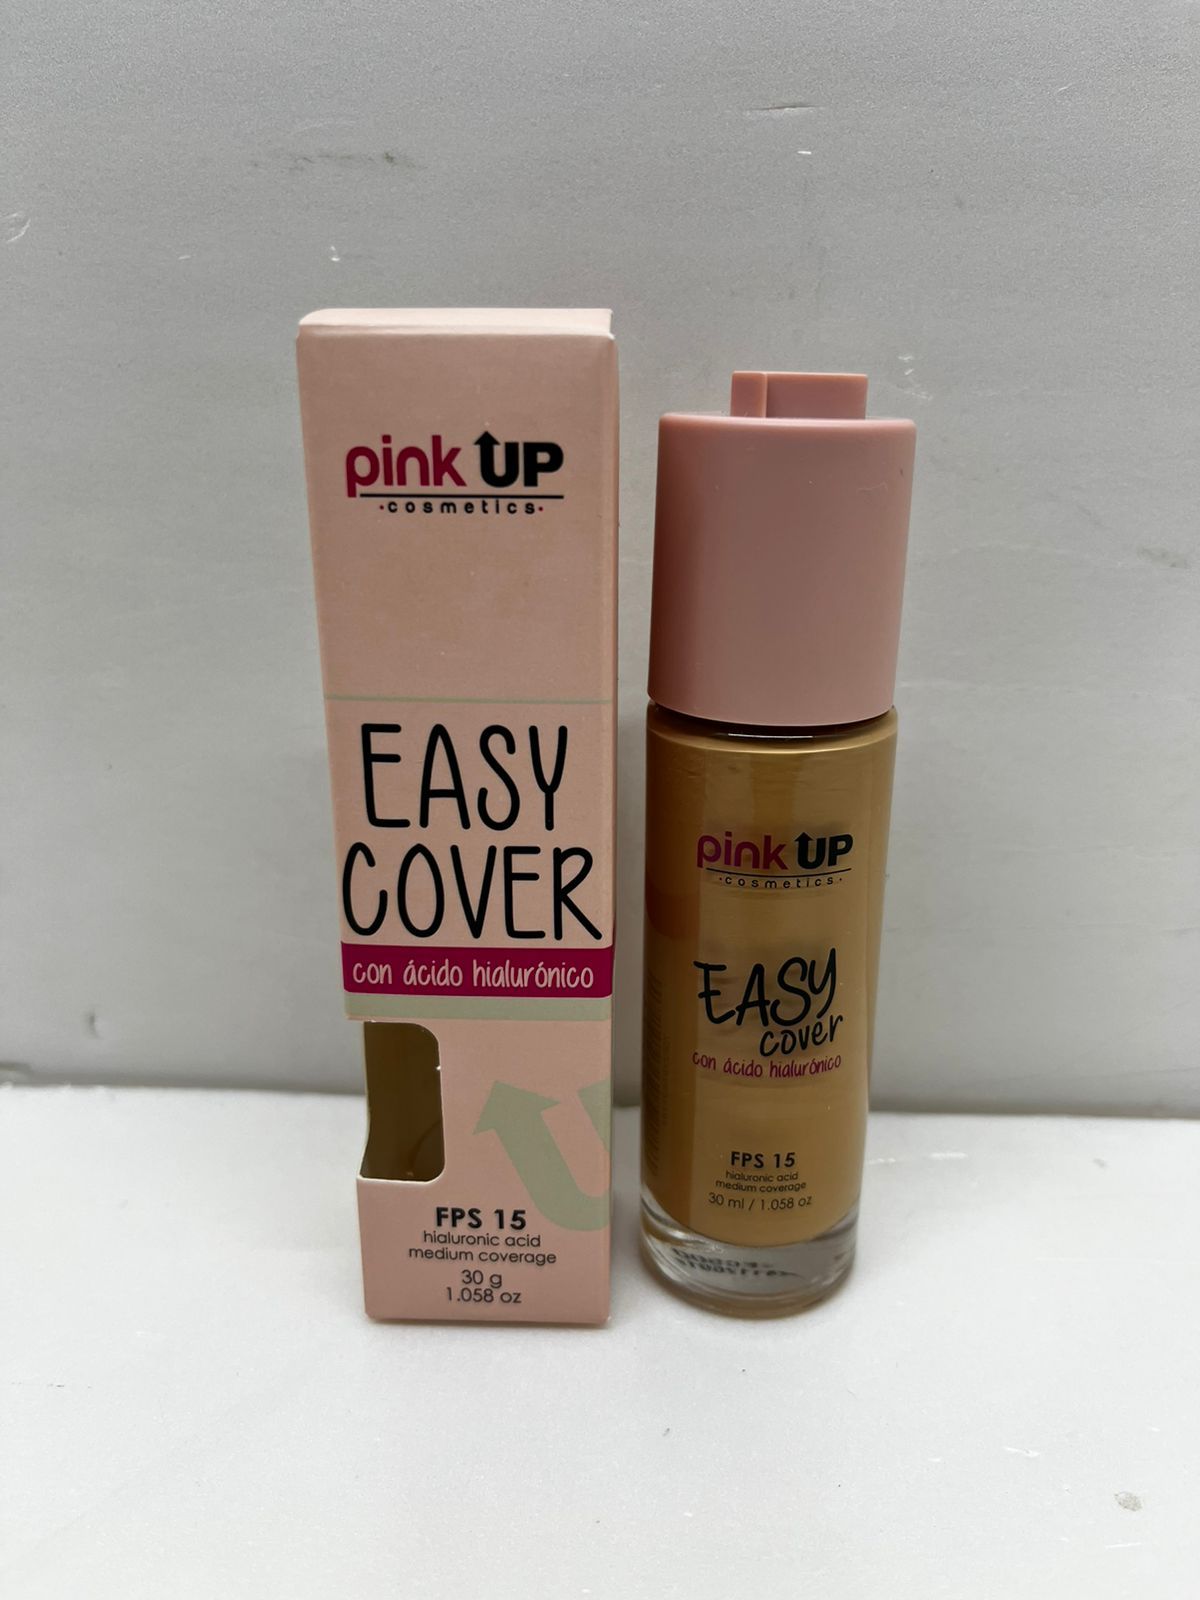 pink UP
·cosmetics·
EASY
COVER
con ácido hialurónico
FPS 15
hialuronic acid
medium coverage
30 g
1.058 oz
pink UP
·cosmetics·
EASY
cover
con ácido hialurónico
FPS 15
hialuronic acid
medium coverage
30 ml / 1.058 oz